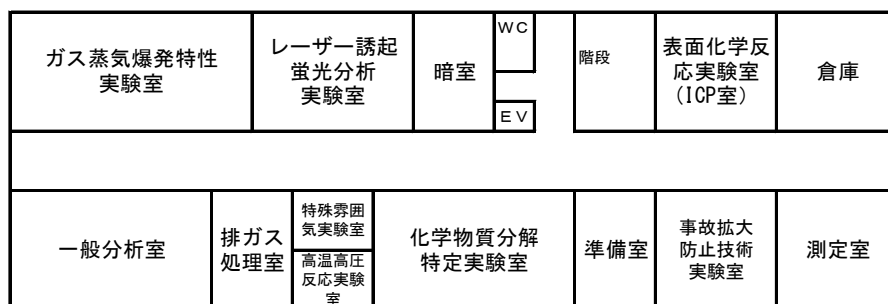 ガス蒸気爆発特性
実験室
レーザー誘起
蛍光分析
実験室
暗室
WC
EV
階段
表面化学反
応実験室
(ICP室)
倉庫
一般分析室
排ガス
処理室
特殊雰囲
気実験室
高温高圧
反応実験
室
化学物質分解
特定実験室
準備室
事故拡大
防止技術
実験室
測定室